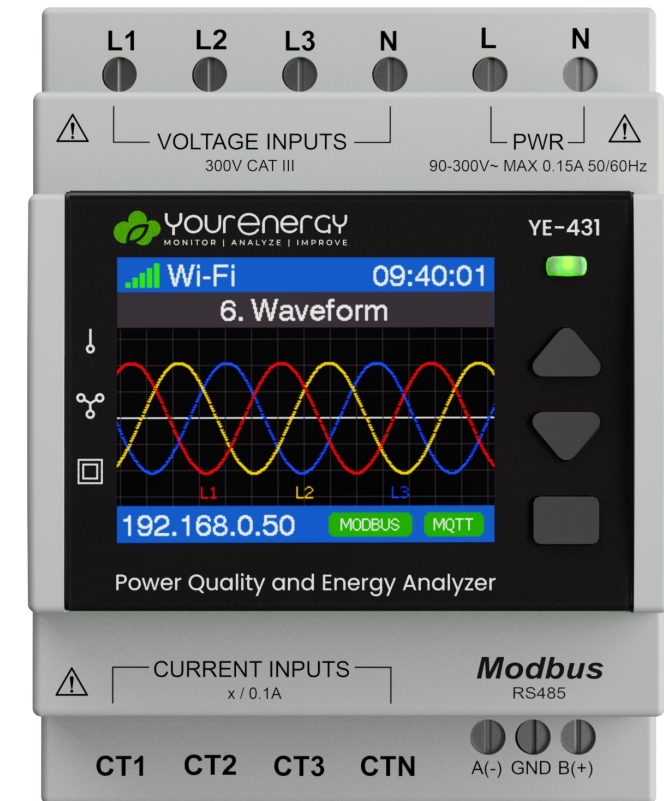 L1 L2 L3 N L N
VOLTAGE INPUTS PWR
300V CAT III 90-300V~ MAX 0.15A 50/60Hz
YourEnergy YE-431
MONITOR | ANALYZE | IMPROVE
Wi-Fi 09:40:01
6. Waveform
L1 L2 L3
192.168.0.50 MODBUS MQTT
Power Quality and Energy Analyzer
CURRENT INPUTS Modbus
x / 0.1A RS485
CT1 CT2 CT3 CTN A(-) GND B(+)